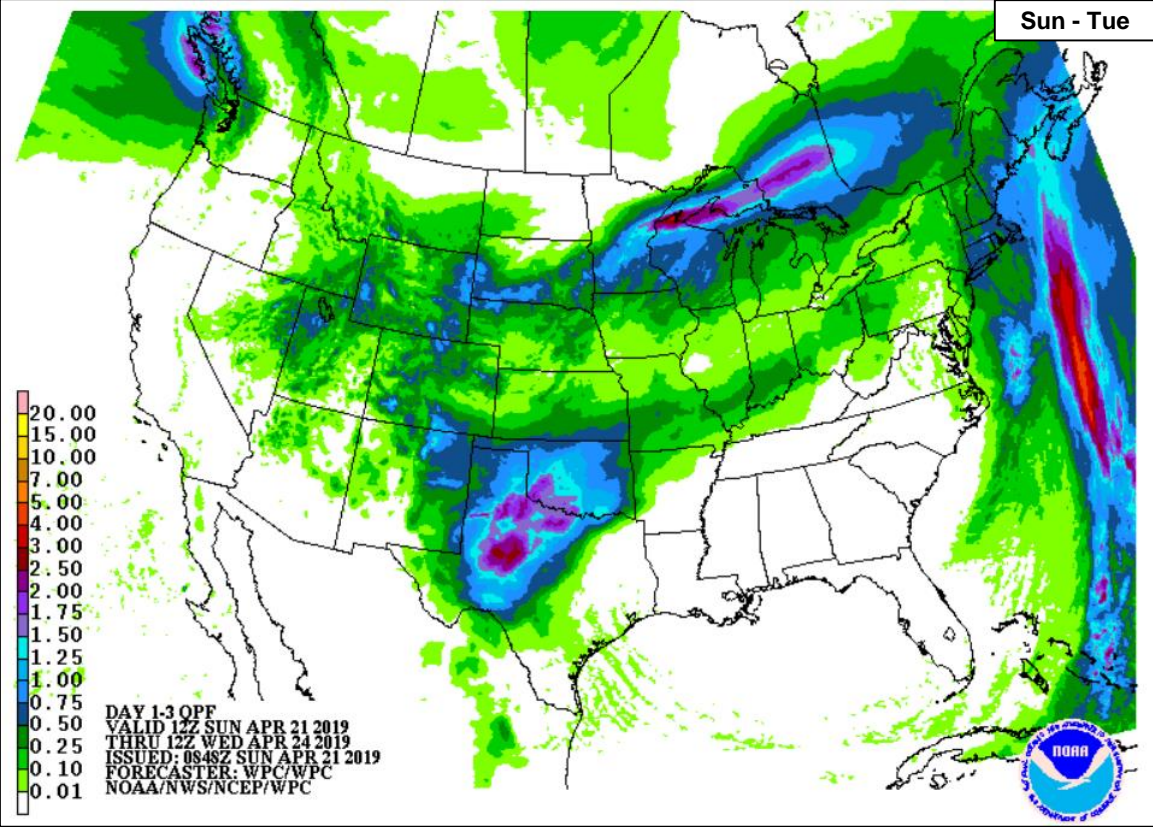 Sun - Tue
20.00
15.00
10.00
7.00
5.00
4.00
3.00
2.50
2.00
1.75
1.50
1.25
1.00
0.75
0.50
0.25
0.10
0.01
DAY 1-3 QPF
VALID 12Z SUN APR 21 2019
THRU 12Z WED APR 24 2019
ISSUED: 0848Z SUN APR 21 2019
FORECASTER: WPC/WPC
NOAA/NWS/NCEP/WPC
NOAA